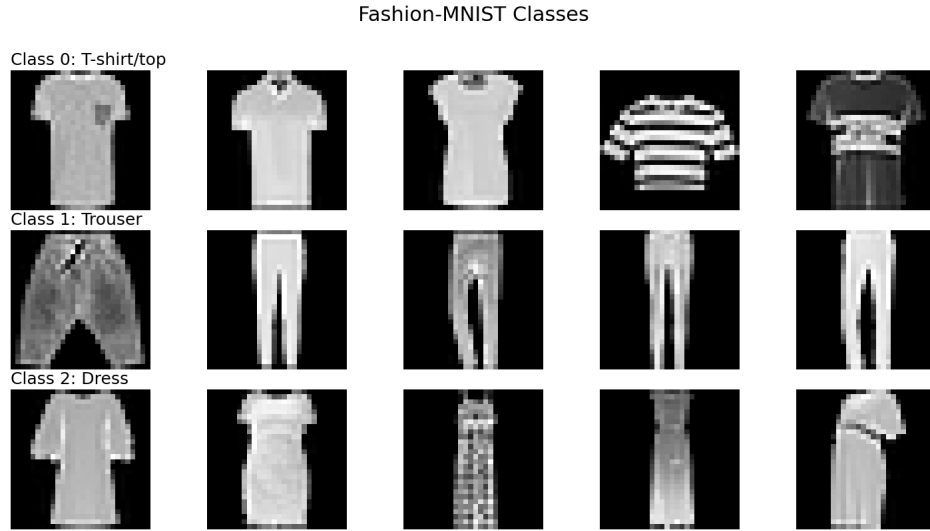 Fashion-MNIST Classes
Class 0: T-shirt/top
Class 1: Trouser
Class 2: Dress